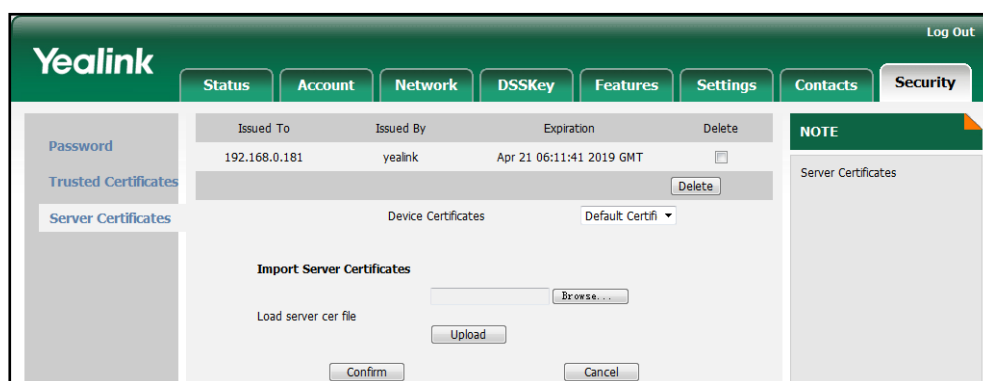 Log Out
Yealink
Status Account Network DSSKey Features Settings Contacts Security
Password
Trusted Certificates
Server Certificates
Issued To Issued By Expiration Delete
192.168.0.181 yealink Apr 21 06:11:41 2019 GMT
Delete
Device Certificates Default Certifi
Import Server Certificates
Browse...
Load server cer file
Upload
Confirm Cancel
NOTE
Server Certificates